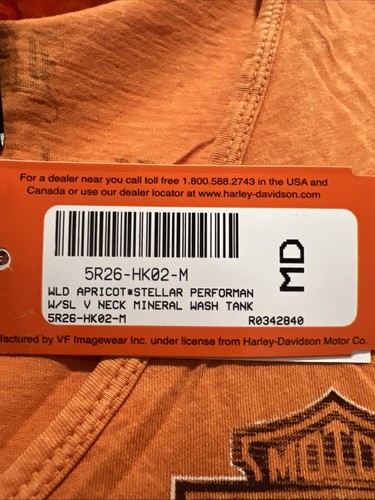 For a dealer near you call toll free 1.800.588.2743 in the USA and
Canada or use our dealer locator at www.harley-davidson.com.
5R26-HK02-M
WLD APRICOT*STELLAR PERFORMAN
W/SL V NECK MINERAL WASH TANK
5R26-HK02-M R0342840
MD
factured by VF Imagewear Inc. under license from Harley-Davidson Motor Co.